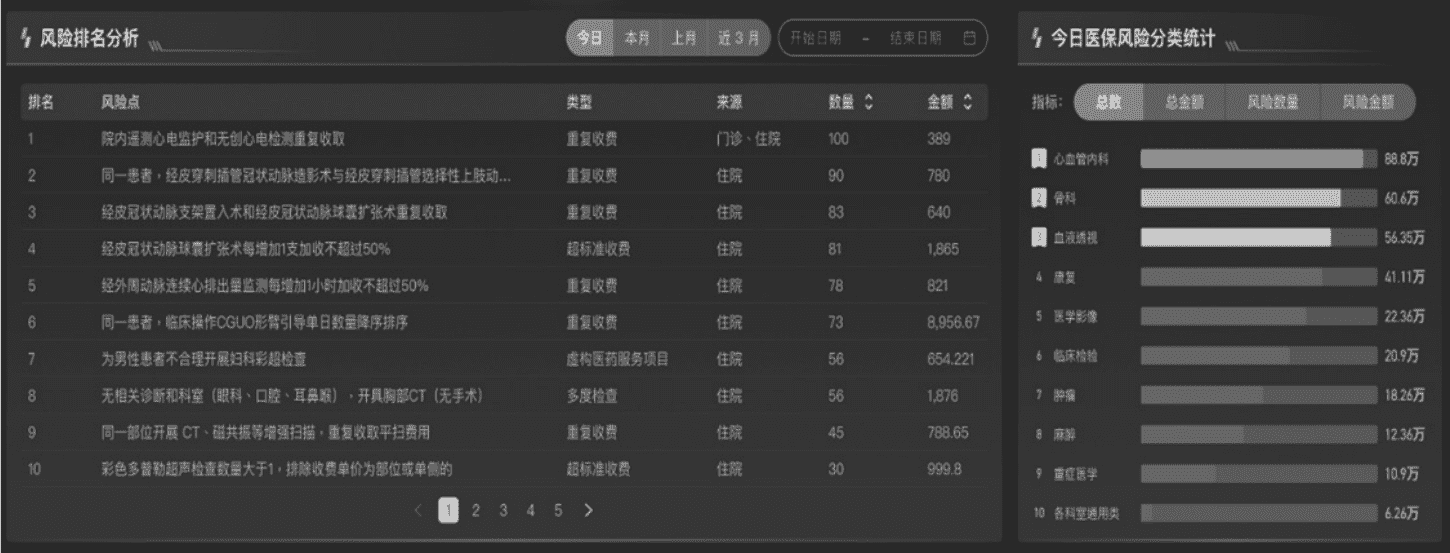 风险排名分析
今日 本月 上月 近 3 月
开始日期 - 结束日期
排名 风险点 类型 来源 数量 金额
1 院内遥测心电监护和无创心电检测重复收取 重复收费 门诊、住院 100 389
2 同一患者，经皮穿刺插管冠状动脉造影术与经皮穿刺插管选择性上肢动... 重复收费 住院 90 780
3 经皮冠状动脉支架置入术和经皮冠状动脉球囊扩张术重复收取 重复收费 住院 83 640
4 经皮冠状动脉球囊扩张术每增加1支加收不超过50% 超标准收费 住院 81 1,865
5 经外周动脉连续心排出量监测每增加1小时加收不超过50% 重复收费 住院 78 821
6 同一患者，临床操作CGUO形臂引导单日数量降序排序 重复收费 住院 73 8,956.67
7 为男性患者不合理开展妇科彩超检查 虚构医药服务项目 住院 56 654.221
8 无相关诊断和科室（眼科、口腔、耳鼻喉），开具胸部CT（无手术） 多度检查 住院 56 1,876
9 同一部位开展 CT、磁共振等增强扫描，重复收取平扫费用 重复收费 住院 45 788.65
10 彩色多普勒超声检查数量大于1，排除收费单价为部位或单侧的 超标准收费 住院 30 999.8
< 1 2 3 4 5 >
今日医保风险分类统计
指标： 总数 总金额 风险数量 风险金额
1 心血管内科 88.8万
2 骨科 60.6万
3 血液透视 56.35万
4 康复 41.11万
5 医学影像 22.36万
6 临床检验 20.9万
7 肿瘤 18.26万
8 麻醉 12.36万
9 重症医学 10.9万
10 各科室通用类 6.26万